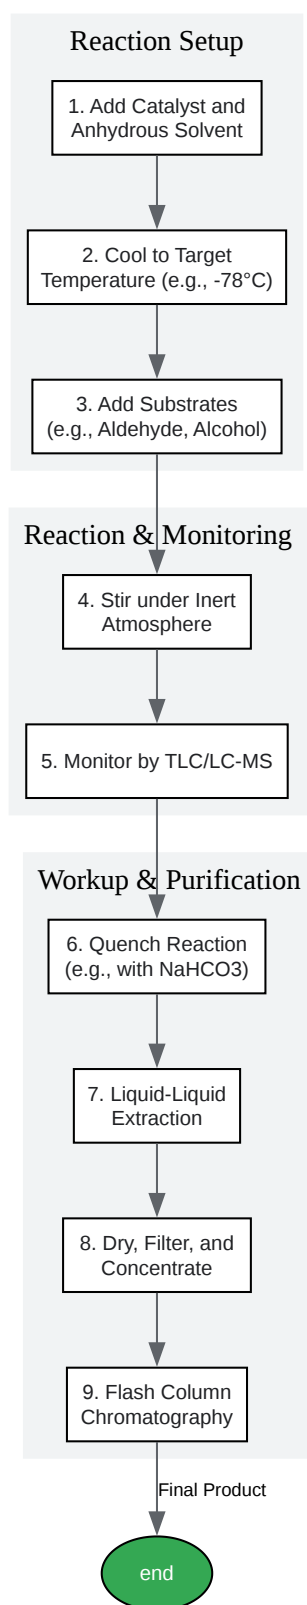 Reaction Setup
1. Add Catalyst and
Anhydrous Solvent
2. Cool to Target
Temperature (e.g., -78°C)
3. Add Substrates
(e.g., Aldehyde, Alcohol)
Reaction & Monitoring
4. Stir under Inert
Atmosphere
5. Monitor by TLC/LC-MS
Workup & Purification
6. Quench Reaction
(e.g., with NaHCO3)
7. Liquid-Liquid
Extraction
8. Dry, Filter, and
Concentrate
9. Flash Column
Chromatography
Final Product
end